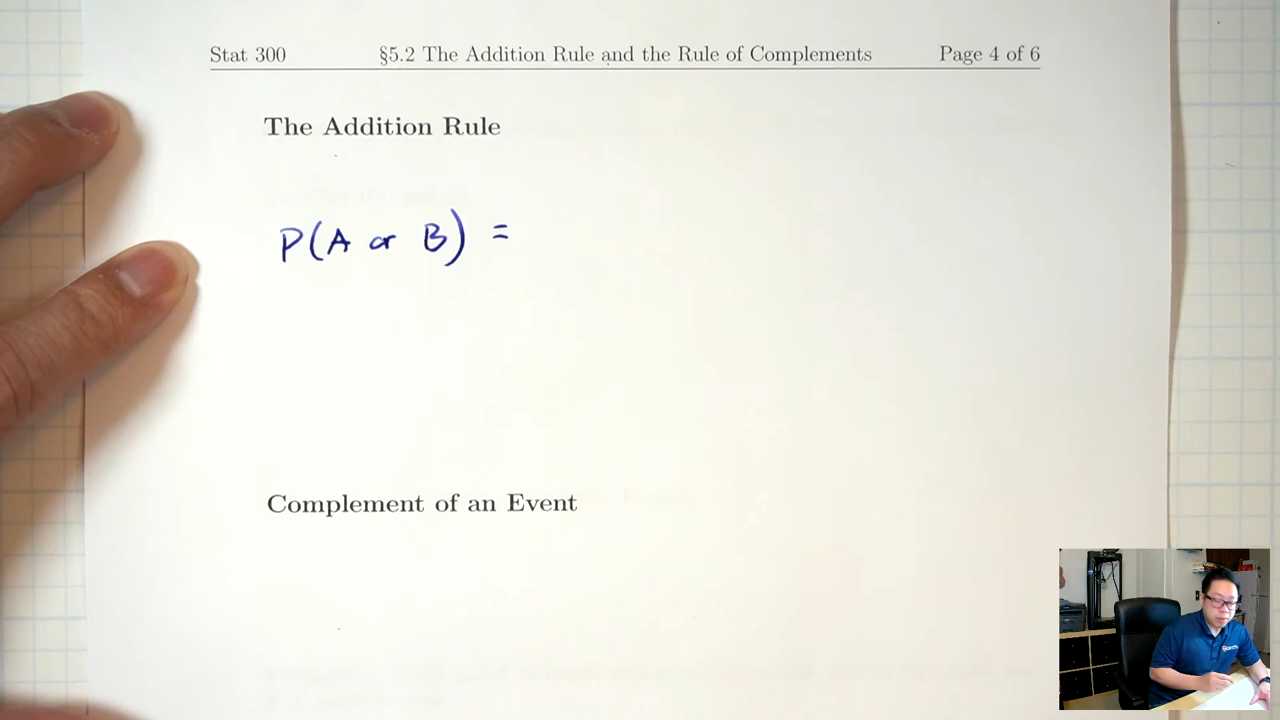 Stat 300 §5.2 The Addition Rule and the Rule of Complements Page 4 of 6
The Addition Rule
P(A or B) =
Complement of an Event